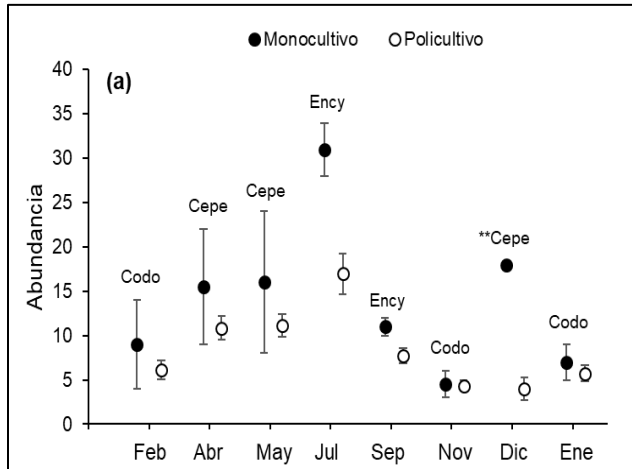 Monocultivo Policultivo
(a)
Abundancia
40
35
30
25
20
15
10
5
0
Codo
Cepe
Cepe
Ency
Ency
Codo
**Cepe
Codo
Feb Abr May Jul Sep Nov Dic Ene